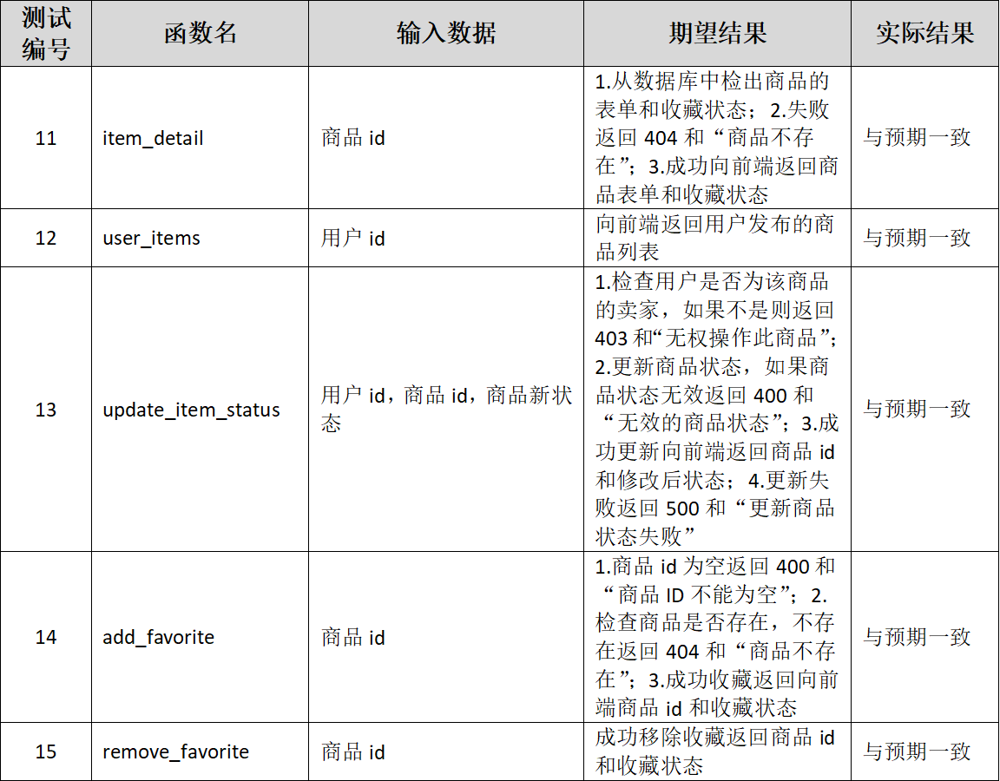 测试
编号
函数名
输入数据
期望结果
实际结果
11
item_detail
商品 id
1.从数据库中检出商品的
表单和收藏状态；2.失败
返回 404 和“商品不存
在”；3.成功向前端返回商
品表单和收藏状态
与预期一致
12
user_items
用户 id
向前端返回用户发布的商
品列表
与预期一致
13
update_item_status
用户 id，商品 id，商品新状
态
1.检查用户是否为该商品
的卖家，如果不是则返回
403 和“无权操作此商品”；
2.更新商品状态，如果商
品状态无效返回 400 和
“无效的商品状态”；3.成
功更新向前端返回商品 id
和修改后状态；4.更新失
败返回 500 和“更新商品
状态失败”
与预期一致
14
add_favorite
商品 id
1.商品 id 为空返回 400 和
“商品 ID 不能为空”；2.
检查商品是否存在，不存
在返回 404 和“商品不存
在”；3.成功收藏返回向前
端商品 id 和收藏状态
与预期一致
15
remove_favorite
商品 id
成功移除收藏返回商品 id
和收藏状态
与预期一致